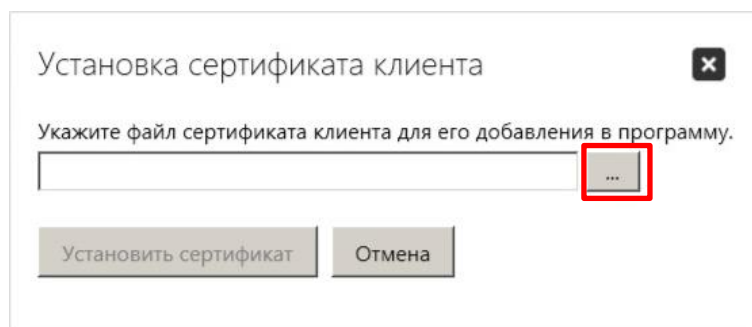 Установка сертификата клиента
Укажите файл сертификата клиента для его добавления в программу.
...
Установить сертификат Отмена